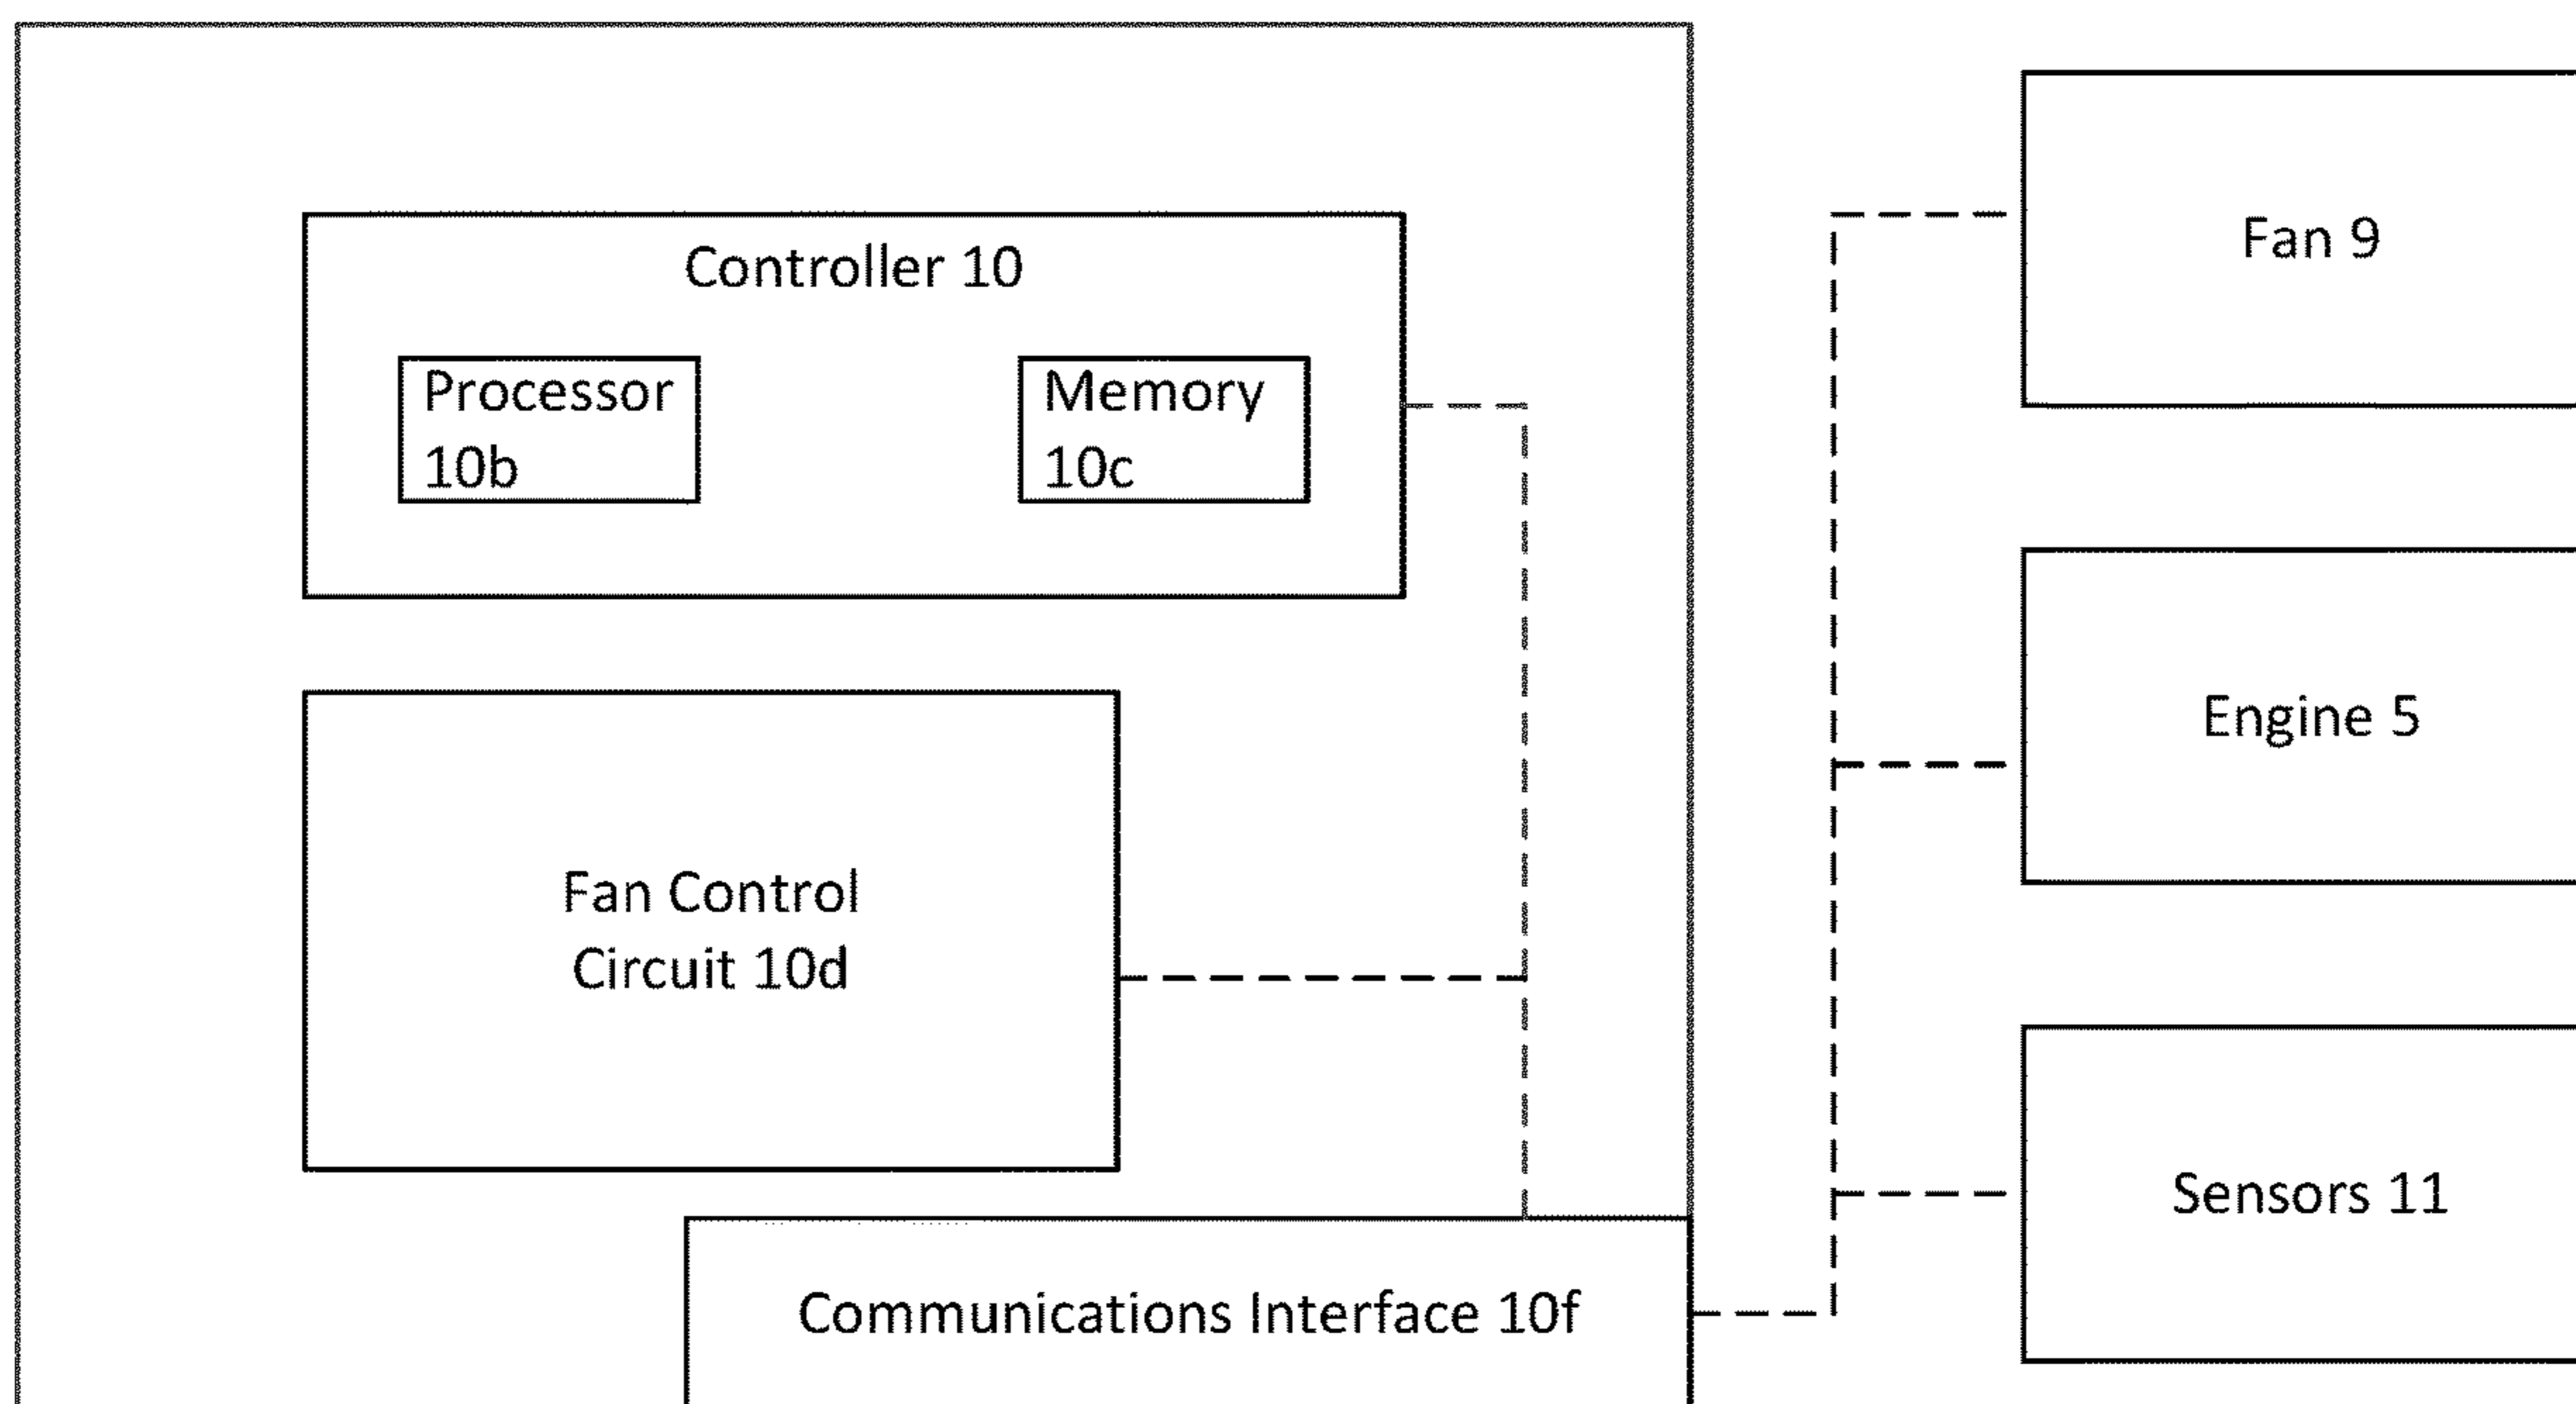 Controller 10
Processor
10b
Memory
10c
Fan Control
Circuit 10d
Communications Interface 10f
Fan 9
Engine 5
Sensors 11